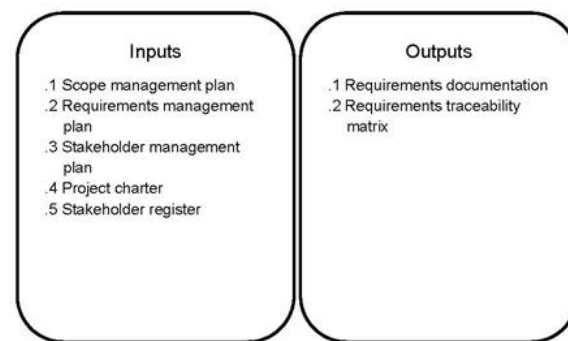 Inputs
.1 Scope management plan
.2 Requirements management
plan
.3 Stakeholder management
plan
.4 Project charter
.5 Stakeholder register
Outputs
.1 Requirements documentation
.2 Requirements traceability
matrix